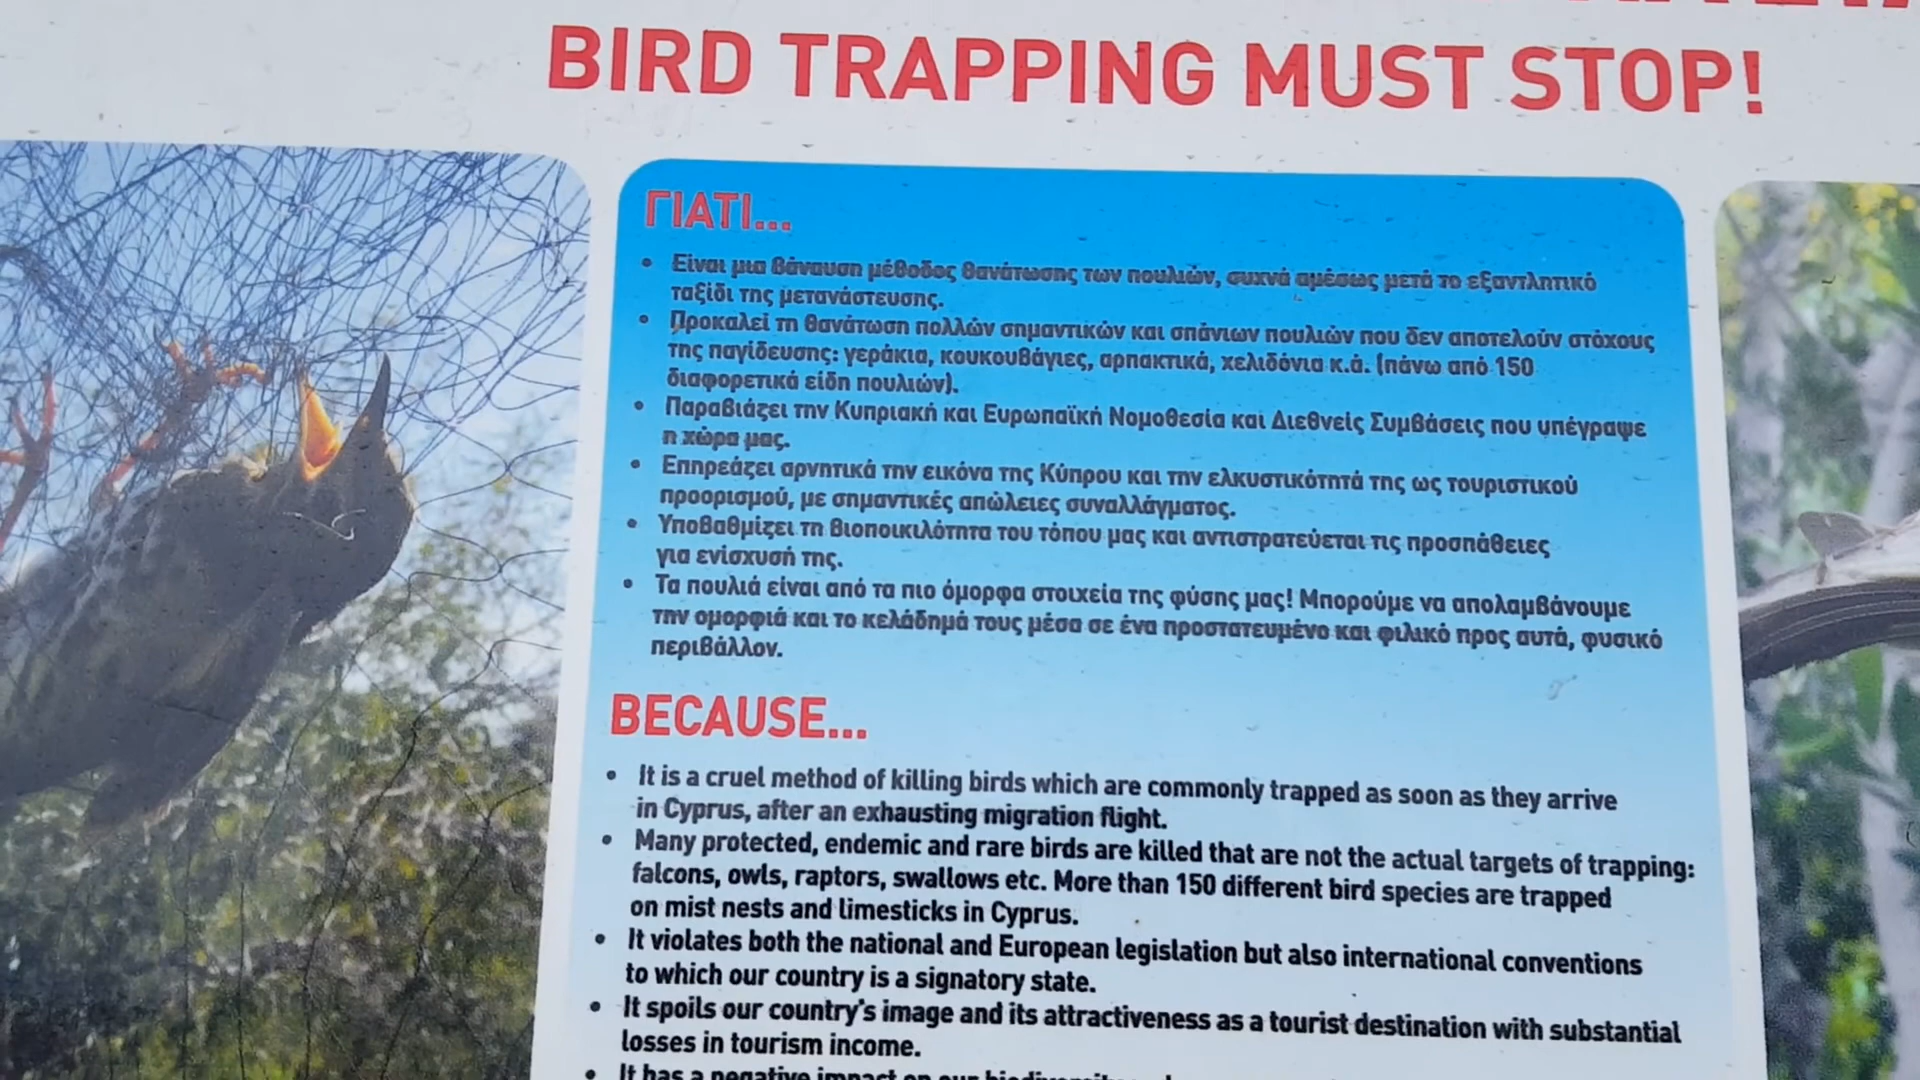 BIRD TRAPPING MUST STOP!
ΓΙΑΤΙ...
• Είναι μια βάναυση μέθοδος θανάτωσης των πουλιών, συχνά αμέσως μετά το εξαντλητικό
ταξίδι της μετανάστευσης.
• Προκαλεί τη θανάτωση πολλών σημαντικών και σπάνιων πουλιών που δεν αποτελούν στόχους
της παγίδευσης: γεράκια, κουκουβάγιες, αρπακτικά, χελιδόνια κ.ά. (πάνω από 150
διαφορετικά είδη πουλιών).
• Παραβιάζει την Κυπριακή και Ευρωπαϊκή Νομοθεσία και Διεθνείς Συμβάσεις που υπέγραψε
η χώρα μας.
• Επηρεάζει αρνητικά την εικόνα της Κύπρου και την ελκυστικότητά της ως τουριστικού
προορισμού, με σημαντικές απώλειες συναλλάγματος.
• Υποβαθμίζει τη βιοποικιλότητα του τόπου μας και αντιστρατεύεται τις προσπάθειες
για ενίσχυσή της.
• Τα πουλιά είναι από τα πιο όμορφα στοιχεία της φύσης μας! Μπορούμε να απολαμβάνουμε
την ομορφιά και το κελάδημά τους μέσα σε ένα προστατευμένο και φιλικό προς αυτά, φυσικό
περιβάλλον.
BECAUSE...
• It is a cruel method of killing birds which are commonly trapped as soon as they arrive
in Cyprus, after an exhausting migration flight.
• Many protected, endemic and rare birds are killed that are not the actual targets of trapping:
falcons, owls, raptors, swallows etc. More than 150 different bird species are trapped
on mist nests and limesticks in Cyprus.
• It violates both the national and European legislation but also international conventions
to which our country is a signatory state.
• It spoils our country's image and its attractiveness as a tourist destination with substantial
losses in tourism income.
• It has a negative impact on our biodiversity